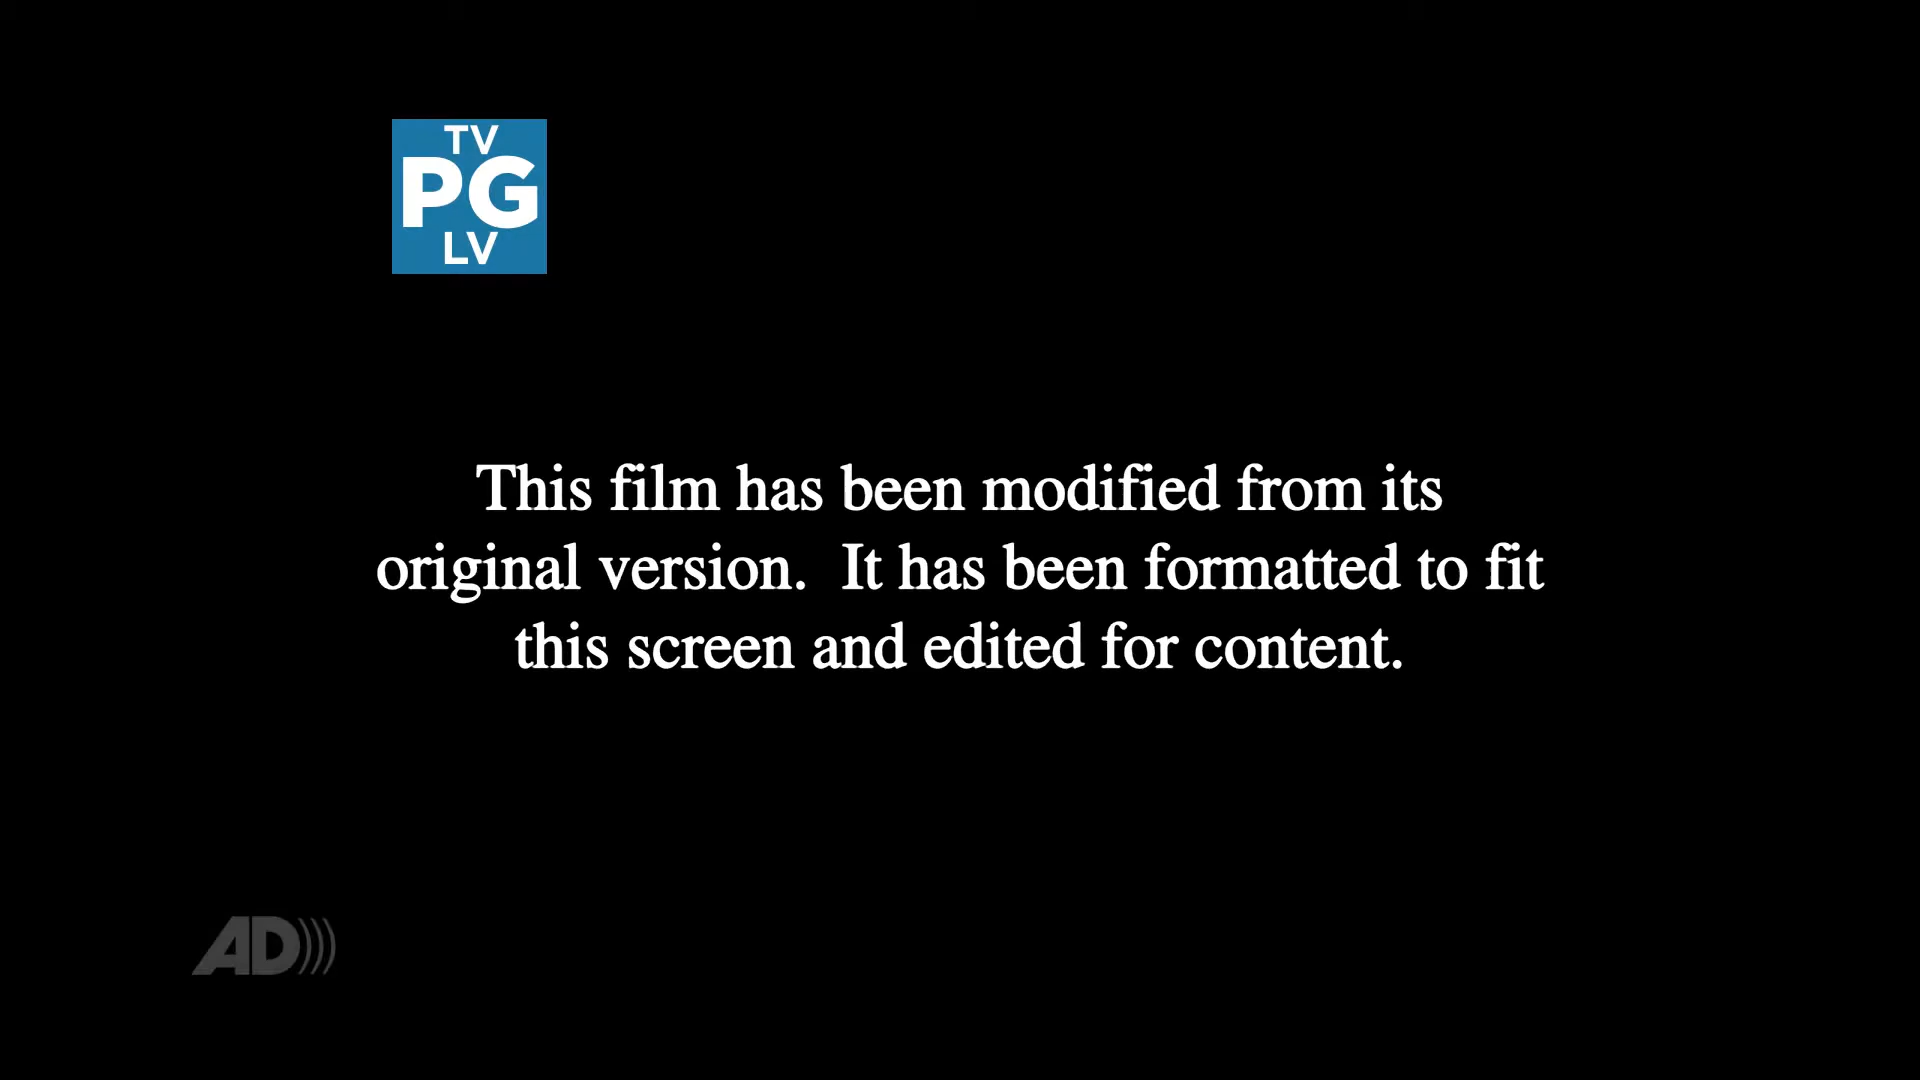 TV
PG
LV
This film has been modified from its
original version.  It has been formatted to fit
this screen and edited for content.
AD